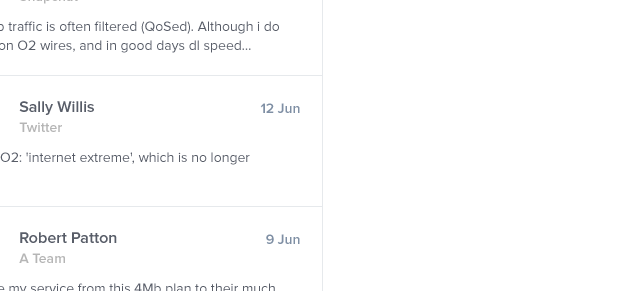 traffic is often filtered (QoSed). Although i do
on O2 wires, and in good days dl speed...
Sally Willis
12 Jun
Twitter
O2: 'internet extreme', which is no longer
Robert Patton
9 Jun
A Team
my service from this 4Mb plan to their much